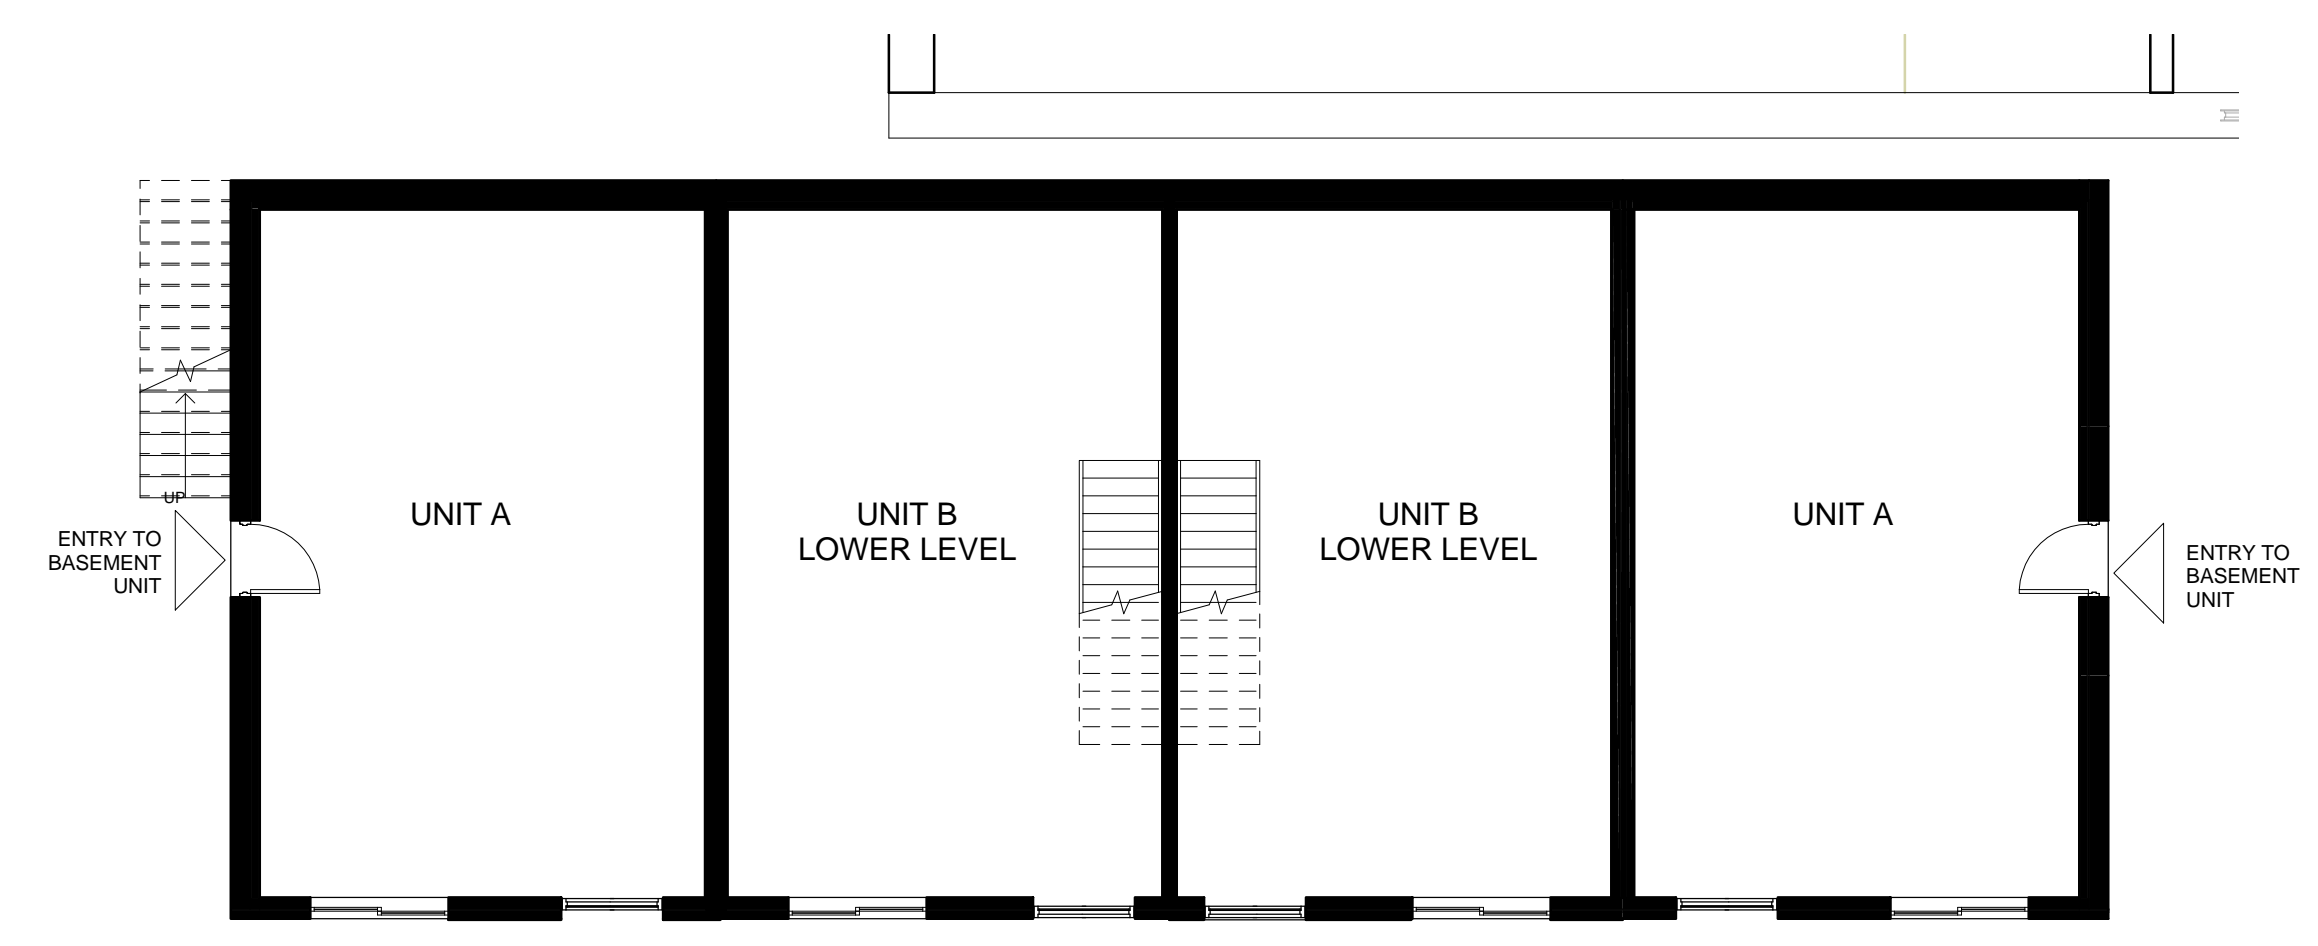 UP
ENTRY TO
BASEMENT
UNIT
UNIT A
UNIT B
LOWER LEVEL
UNIT B
LOWER LEVEL
UNIT A
ENTRY TO
BASEMENT
UNIT